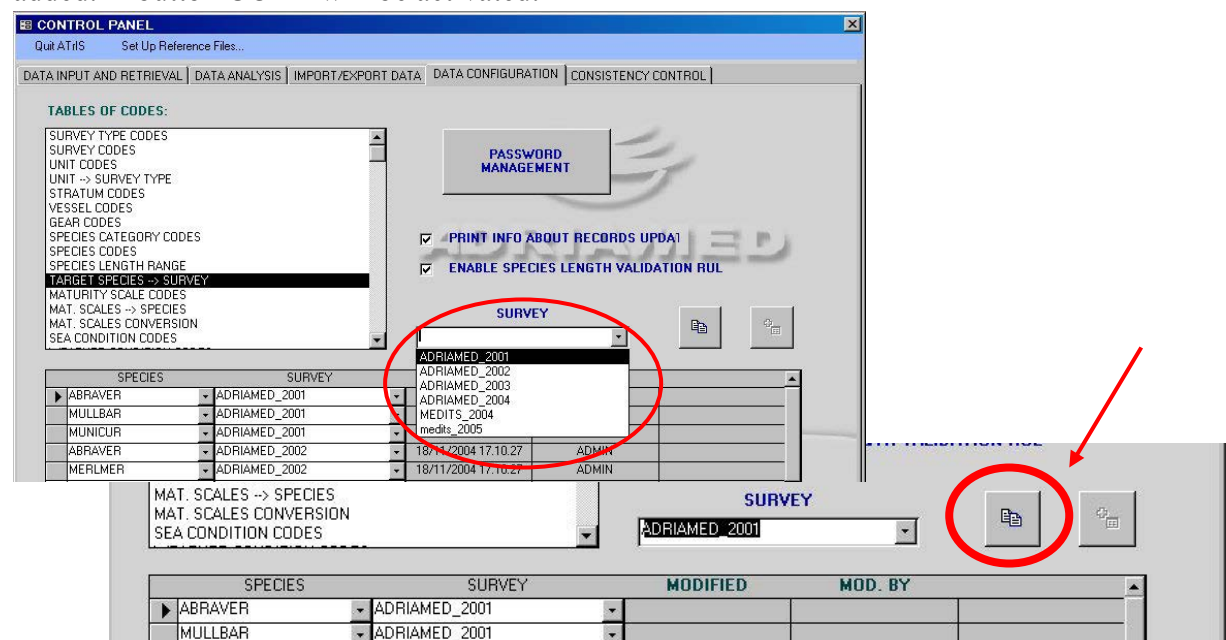 CONTROL PANEL
Quit ATrIS Set Up Reference Files...
DATA INPUT AND RETRIEVAL DATA ANALYSIS IMPORT/EXPORT DATA DATA CONFIGURATION CONSISTENCY CONTROL
TABLES OF CODES:
SURVEY TYPE CODES
SURVEY CODES
UNIT CODES
UNIT --> SURVEY TYPE
STRATUM CODES
VESSEL CODES
GEAR CODES
SPECIES CATEGORY CODES
SPECIES CODES
SPECIES LENGTH RANGE
TARGET SPECIES --> SURVEY
MATURITY SCALE CODES
MAT. SCALES --> SPECIES
MAT. SCALES CONVERSION
SEA CONDITION CODES
PASSWORD
MANAGEMENT
ADRIAMED
PRINT INFO ABOUT RECORDS UPDAT
ENABLE SPECIES LENGTH VALIDATION RUL
SURVEY
ADRIAMED_2001
ADRIAMED_2002
ADRIAMED_2003
ADRIAMED_2004
MEDITS_2004
medits_2005
SPECIES SURVEY
ABRAVER ADRIAMED_2001
MULLBAR ADRIAMED_2001
MUNICUR ADRIAMED_2001
ABRAVER ADRIAMED_2002 18/11/2004 17.10.27 ADMIN
MERLMER ADRIAMED_2002 18/11/2004 17.10.27 ADMIN
MAT. SCALES --> SPECIES
MAT. SCALES CONVERSION
SEA CONDITION CODES
SURVEY
ADRIAMED_2001
SPECIES SURVEY MODIFIED MOD. BY
ABRAVER ADRIAMED_2001
MULLBAR ADRIAMED_2001